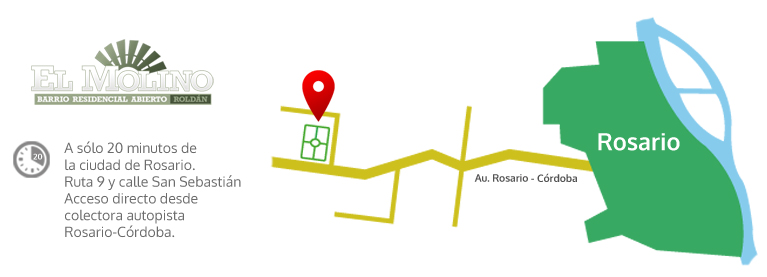 EL MOLINO
BARRIO RESIDENCIAL ABIERTO ROLDÁN
20
A sólo 20 minutos de
la ciudad de Rosario.
Ruta 9 y calle San Sebastián
Acceso directo desde
colectora autopista
Rosario-Córdoba.
Au. Rosario - Córdoba
Rosario